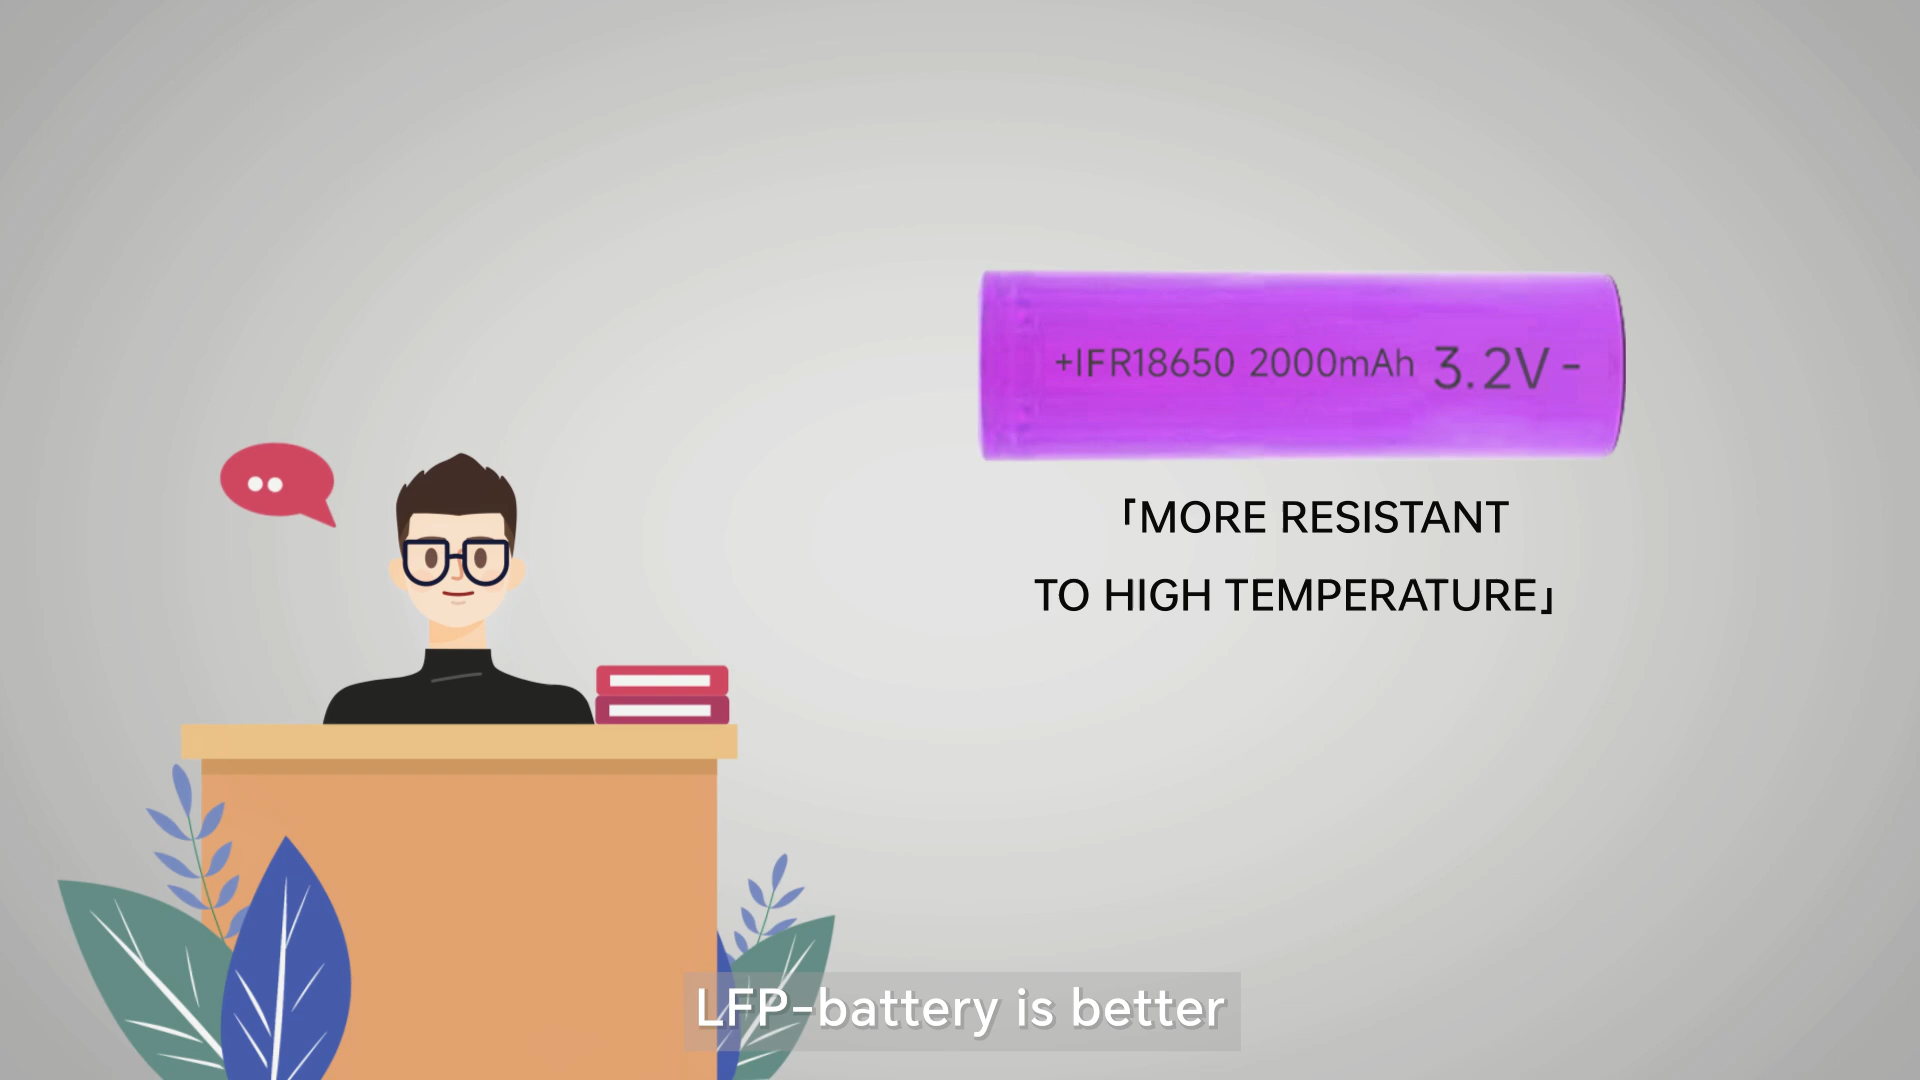 +IFR18650 2000mAh 3.2V -
「MORE RESISTANT
TO HIGH TEMPERATURE」
LFP-battery is better